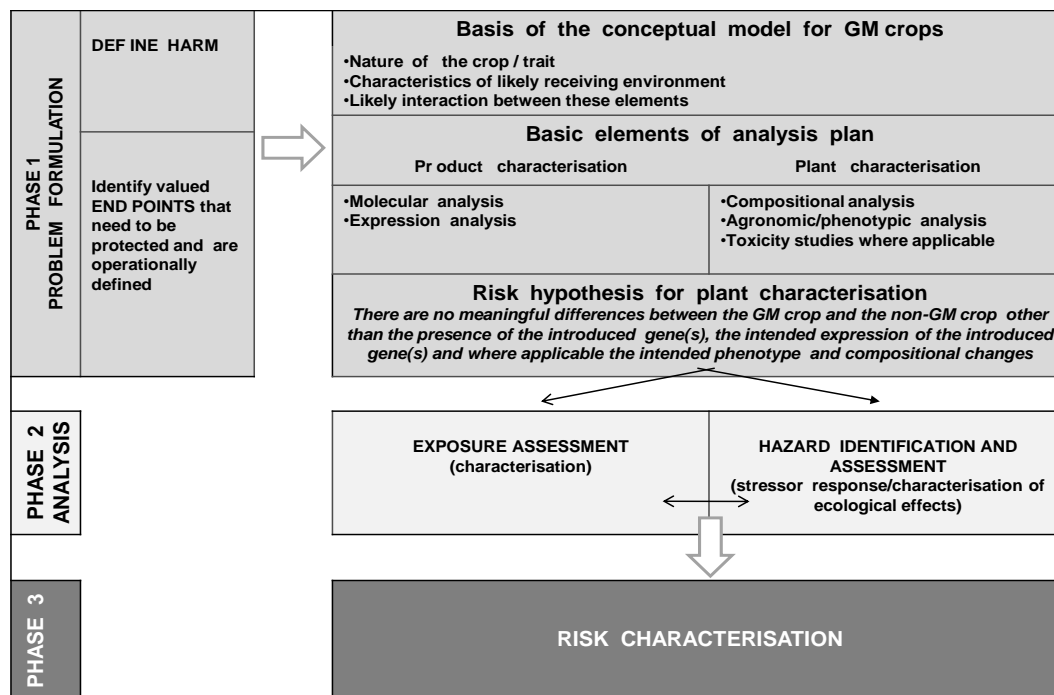 PHASE 1
PROBLEM FORMULATION
DEF INE HARM
Identify valued
END POINTS that
need to be
protected and are
operationally
defined
Basis of the conceptual model for GM crops
•Nature of the crop / trait
•Characteristics of likely receiving environment
•Likely interaction between these elements
Basic elements of analysis plan
Pr oduct characterisation
Plant characterisation
•Molecular analysis
•Expression analysis
•Compositional analysis
•Agronomic/phenotypic analysis
•Toxicity studies where applicable
Risk hypothesis for plant characterisation
There are no meaningful differences between the GM crop and the non-GM crop other
than the presence of the introduced gene(s), the intended expression of the introduced
gene(s) and where applicable the intended phenotype and compositional changes
PHASE 2
ANALYSIS
EXPOSURE ASSESSMENT
(characterisation)
HAZARD IDENTIFICATION AND
ASSESSMENT
(stressor response/characterisation of
ecological effects)
PHASE 3
RISK CHARACTERISATION